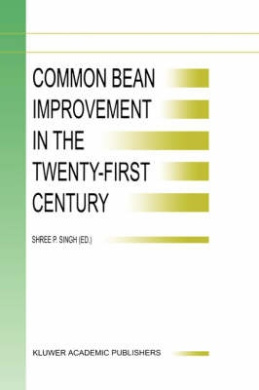 COMMON BEAN
IMPROVEMENT
IN THE
TWENTY-FIRST
CENTURY
SHREE P. SINGH (ED.)
KLUWER ACADEMIC PUBLISHERS